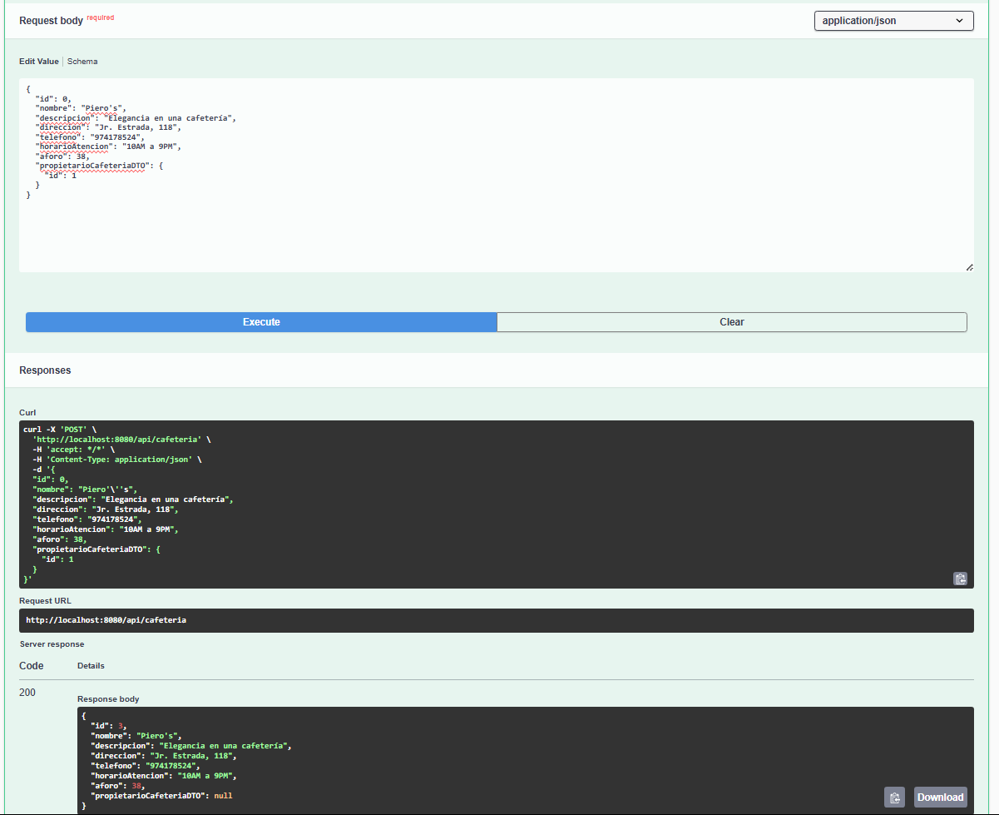 Request body required
application/json
Edit Value | Schema
{
  "id": 0,
  "nombre": "Piero's",
  "descripcion": "Elegancia en una cafetería",
  "direccion": "Jr. Estrada, 118",
  "telefono": "974178524",
  "horarioAtencion": "10AM a 9PM",
  "aforo": 38,
  "propietarioCafeteriaDTO": {
    "id": 1
  }
}
Execute
Clear
Responses
Curl
curl -X 'POST' \
  'http://localhost:8080/api/cafeteria' \
  -H 'accept: */*' \
  -H 'Content-Type: application/json' \
  -d '{
  "id": 0,
  "nombre": "Piero'\''s",
  "descripcion": "Elegancia en una cafetería",
  "direccion": "Jr. Estrada, 118",
  "telefono": "974178524",
  "horarioAtencion": "10AM a 9PM",
  "aforo": 38,
  "propietarioCafeteriaDTO": {
    "id": 1
  }
}'
Request URL
http://localhost:8080/api/cafeteria
Server response
Code Details
200
Response body
{
  "id": 3,
  "nombre": "Piero's",
  "descripcion": "Elegancia en una cafetería",
  "direccion": "Jr. Estrada, 118",
  "telefono": "974178524",
  "horarioAtencion": "10AM a 9PM",
  "aforo": 38,
  "propietarioCafeteriaDTO": null
}
Download